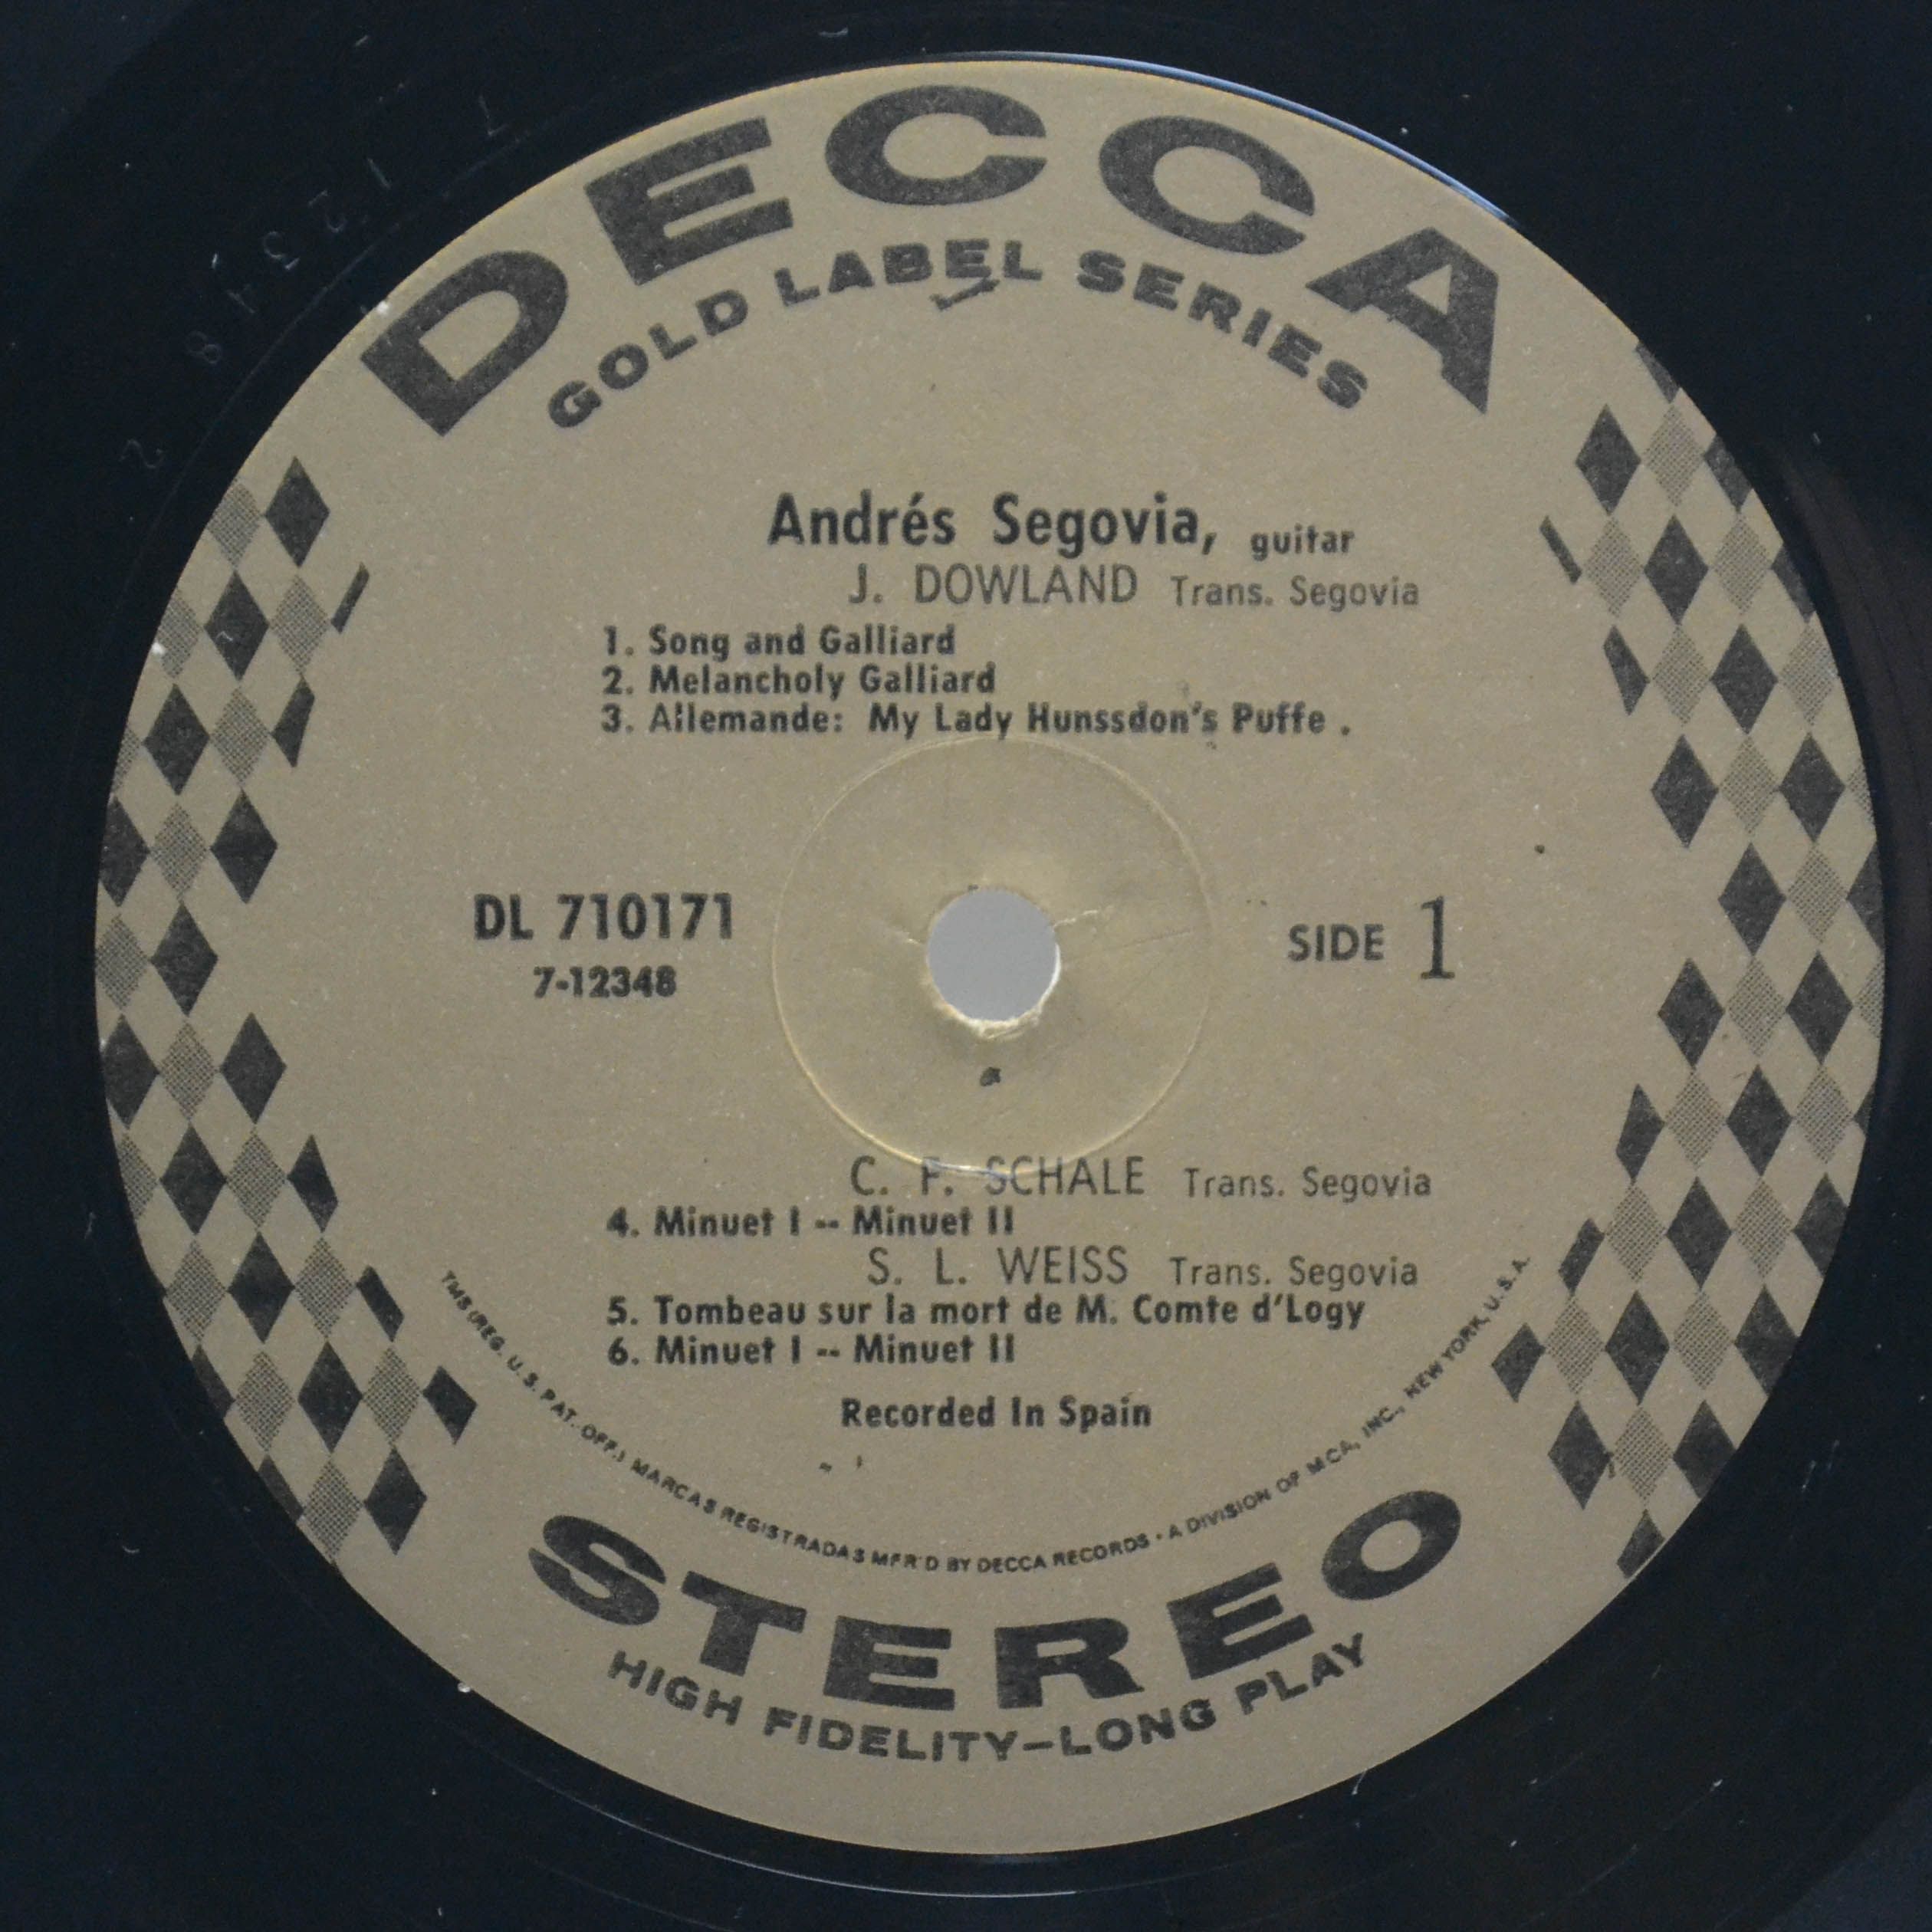 DECCA
GOLD LABEL SERIES
Andrés Segovia, guitar
J. DOWLAND Trans. Segovia
1. Song and Galliard
2. Melancholy Galliard
3. Allemande: My Lady Hunssdon's Puffe .
DL 710171
7-12348
SIDE 1
C. F. SCHALE Trans. Segovia
4. Minuet I -- Minuet II
S. L. WEISS Trans. Segovia
5. Tombeau sur la mort de M. Comte d'Logy
6. Minuet I -- Minuet II
Recorded In Spain
TMS (REG. U.S. PAT. OFF.) MARCAS REGISTRADAS MFR'D BY DECCA RECORDS • A DIVISION OF MCA, INC., NEW YORK, U.S.A.
STEREO
HIGH FIDELITY–LONG PLAY